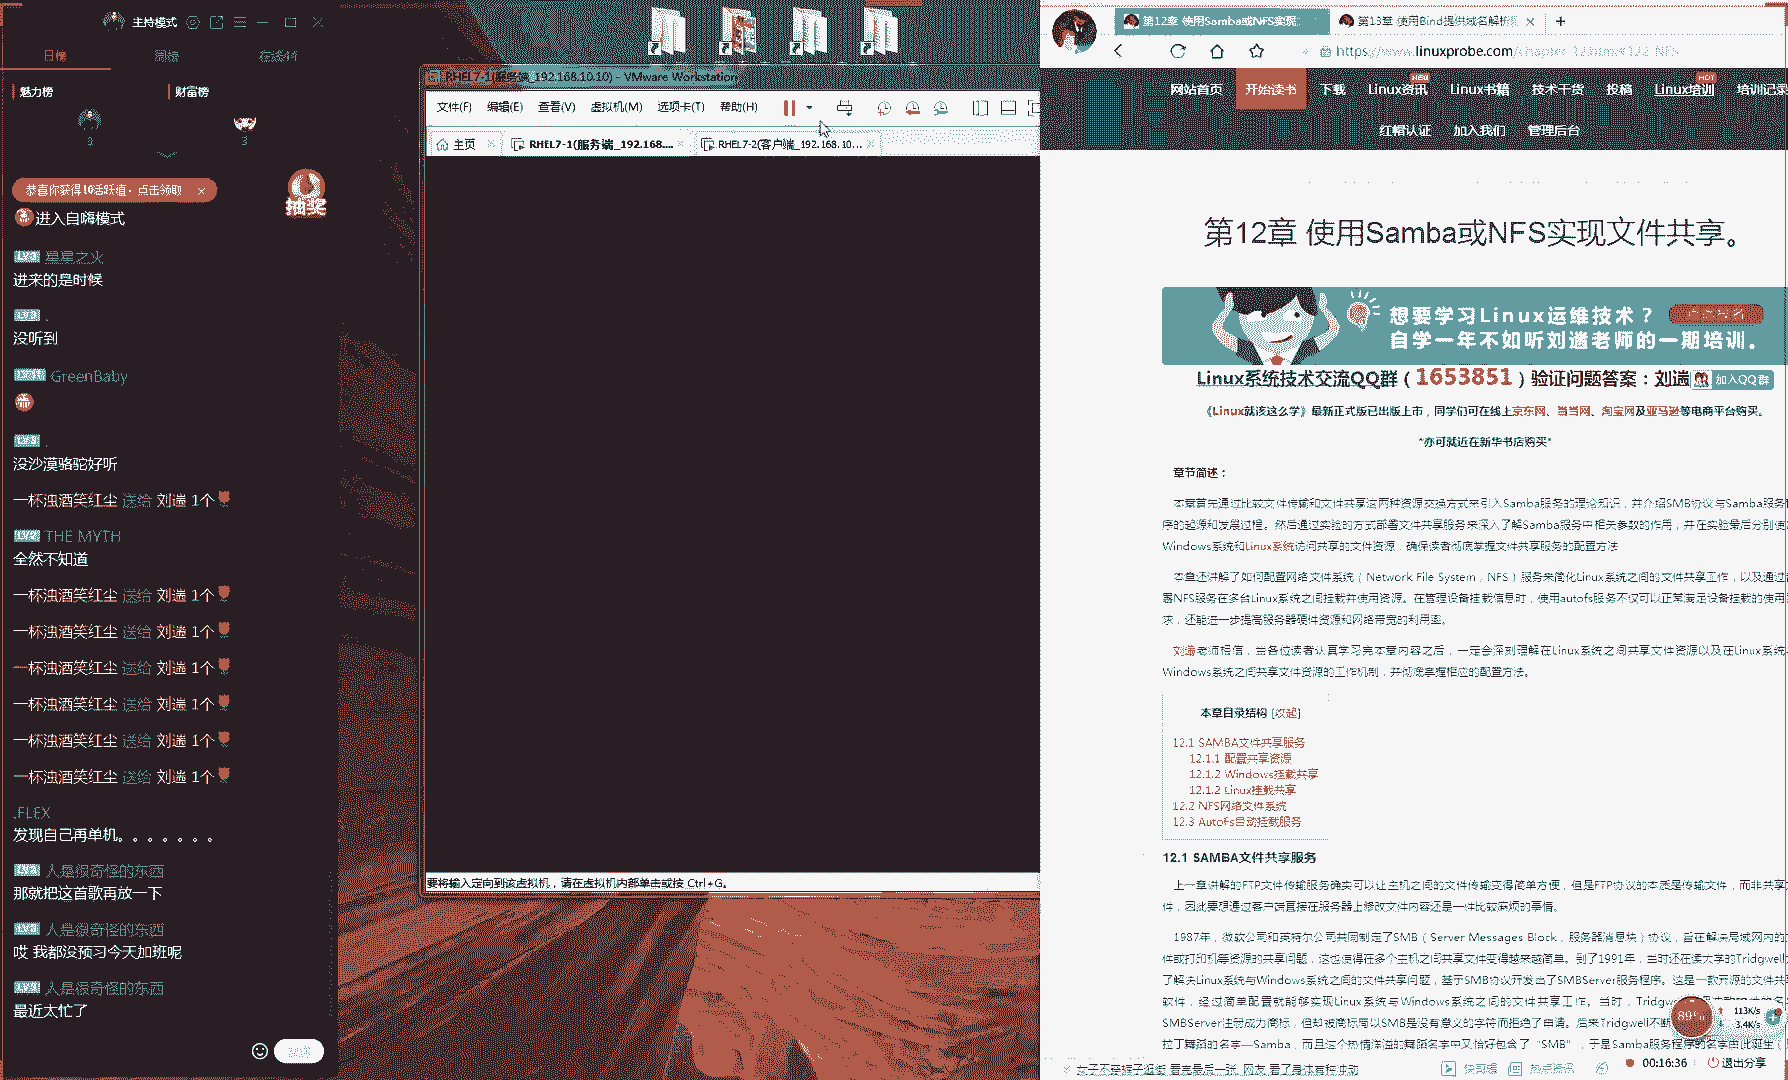 主持模式
日榜
周榜
魅力榜
财富榜
3
3
恭喜你获得10活跃值，点击领取
抽奖
进入自嗨模式
星星之火
进来的是时候
没听到
GreenBaby
没沙漠骆驼好听
一杯浊酒笑红尘 送给 刘遄 1个
THE MYTH
全然不知道
一杯浊酒笑红尘 送给 刘遄 1个
一杯浊酒笑红尘 送给 刘遄 1个
一杯浊酒笑红尘 送给 刘遄 1个
一杯浊酒笑红尘 送给 刘遄 1个
一杯浊酒笑红尘 送给 刘遄 1个
一杯浊酒笑红尘 送给 刘遄 1个
.FLEX
发现自己再单机。。。。。。。
人是很奇怪的东西
那就把这首歌再放一下
人是很奇怪的东西
哎 我都没预习今天加班呢
人是很奇怪的东西
最近太忙了
RHEL7-1(服务端_192.168.10.10) - VMware Workstation
文件(F) 编辑(E) 查看(V) 虚拟机(M) 选项卡(T) 帮助(H)
主页 RHEL7-1(服务端_192.168.... RHEL7-2(客户端_192.168.10...
要将输入定向到该虚拟机，请在虚拟机内部单击或按 Ctrl+G。
第12章 使用Samba或NFS实现 第13章 使用Bind提供域名解析
https://www.linuxprobe.com/
网站首页 开始读书 下载 Linux资讯 Linux书籍 技术干货 投稿 Linux培训 培训记录
红帽认证 加入我们 管理后台
第12章 使用Samba或NFS实现文件共享。
想要学习Linux运维技术？
自学一年不如听刘遄老师的一期培训。
Linux系统技术交流QQ群（1653851）验证问题答案：刘遄 加入QQ群
《Linux就该这么学》最新正式版已出版上市，同学们可在线上京东网、当当网、淘宝网及亚马逊等电商平台购买。
*亦可就近在新华书店购买*
章节简述：
本章首先通过比较文件传输和文件共享这两种资源交换方式来引入Samba服务的理论知识，并介绍SMB协议与Samba服务
序的起源和发展过程。然后通过实验的方式部署文件共享服务来深入了解Samba服务中相关参数的作用，并在实验最后分别使
Windows系统和Linux系统访问共享的文件资源，确保读者彻底掌握文件共享服务的配置方法
本章还讲解了如何配置网络文件系统（Network File System，NFS）服务来简化Linux系统之间的文件共享工作，以及通过
署NFS服务在多台Linux系统之间挂载并使用资源。在管理设备挂载信息时，使用autofs服务不仅可以正常满足设备挂载的使用
求，还能进一步提高服务器硬件资源和网络带宽的利用率。
刘遄老师相信，当各位读者认真学习完本章内容之后，一定会深刻理解在Linux系统之间共享文件资源以及在Linux系统
Windows系统之间共享文件资源的工作机制，并彻底掌握相应的配置方法。
本章目录结构 [收起]
12.1 SAMBA文件共享服务
12.1.1 配置共享资源
12.1.2 Windows挂载共享
12.1.2 Linux挂载共享
12.2 NFS网络文件系统
12.3 AutoFs自动挂载服务
12.1 SAMBA文件共享服务
上一章讲解的FTP文件传输服务确实可以让主机之间的文件传输变得简单方便，但是FTP协议的本质是传输文件，而非共享
件，因此要想通过客户端直接在服务器上修改文件内容还是一件比较麻烦的事情。
1987年，微软公司和英特尔公司共同制定了SMB（Server Messages Block，服务器消息块）协议，旨在解决局域网内的
件或打印机等资源的共享问题，这也使得在多个主机之间共享文件变得越来越简单。到了1991年，当时还在读大学的Tridgwell
了解决Linux系统与Windows系统之间的文件共享问题，基于SMB协议开发出了SMBServer服务程序。这是一款开源的文件共
软件，经过简单配置就能够实现Linux系统与Windows系统之间的文件共享工作。当时，Tridgw
SMBServer注册成为商标，但却被商标局以SMB是没有意义的字符而拒绝了申请。后来Tridgwell不断
拉丁舞蹈的名字—Samba，而且这个热情洋溢的舞蹈名字中又恰好包含了“SMB”，于是Samba服务程序的名字由此诞生
89%
113K/s
3.4K/s
快剪辑 热点资讯
00:16:36 退出分享